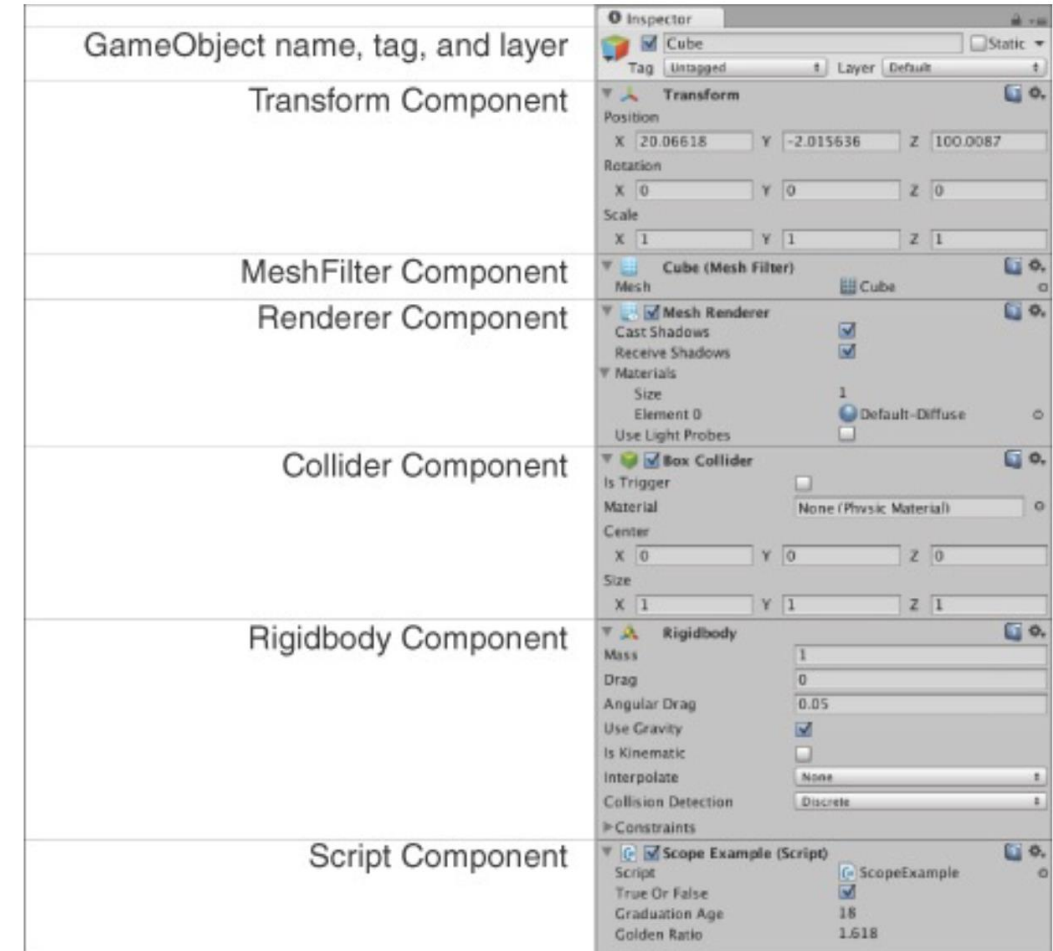 Inspector
GameObject name, tag, and layer
Cube
Static
Tag Untagged Layer Default
Transform Component
Transform
Position
X 20.06618 Y -2.015636 Z 100.0087
Rotation
X 0 Y 0 Z 0
Scale
X 1 Y 1 Z 1
MeshFilter Component
Cube (Mesh Filter)
Mesh Cube
Renderer Component
Mesh Renderer
Cast Shadows
Receive Shadows
Materials
Size 1
Element 0 Default-Diffuse
Use Light Probes
Collider Component
Box Collider
Is Trigger
Material None (Physic Material)
Center
X 0 Y 0 Z 0
Size
X 1 Y 1 Z 1
Rigidbody Component
Rigidbody
Mass 1
Drag 0
Angular Drag 0.05
Use Gravity
Is Kinematic
Interpolate None
Collision Detection Discrete
Constraints
Script Component
Scope Example (Script)
Script ScopeExample
True Or False
Graduation Age 18
Golden Ratio 1.618